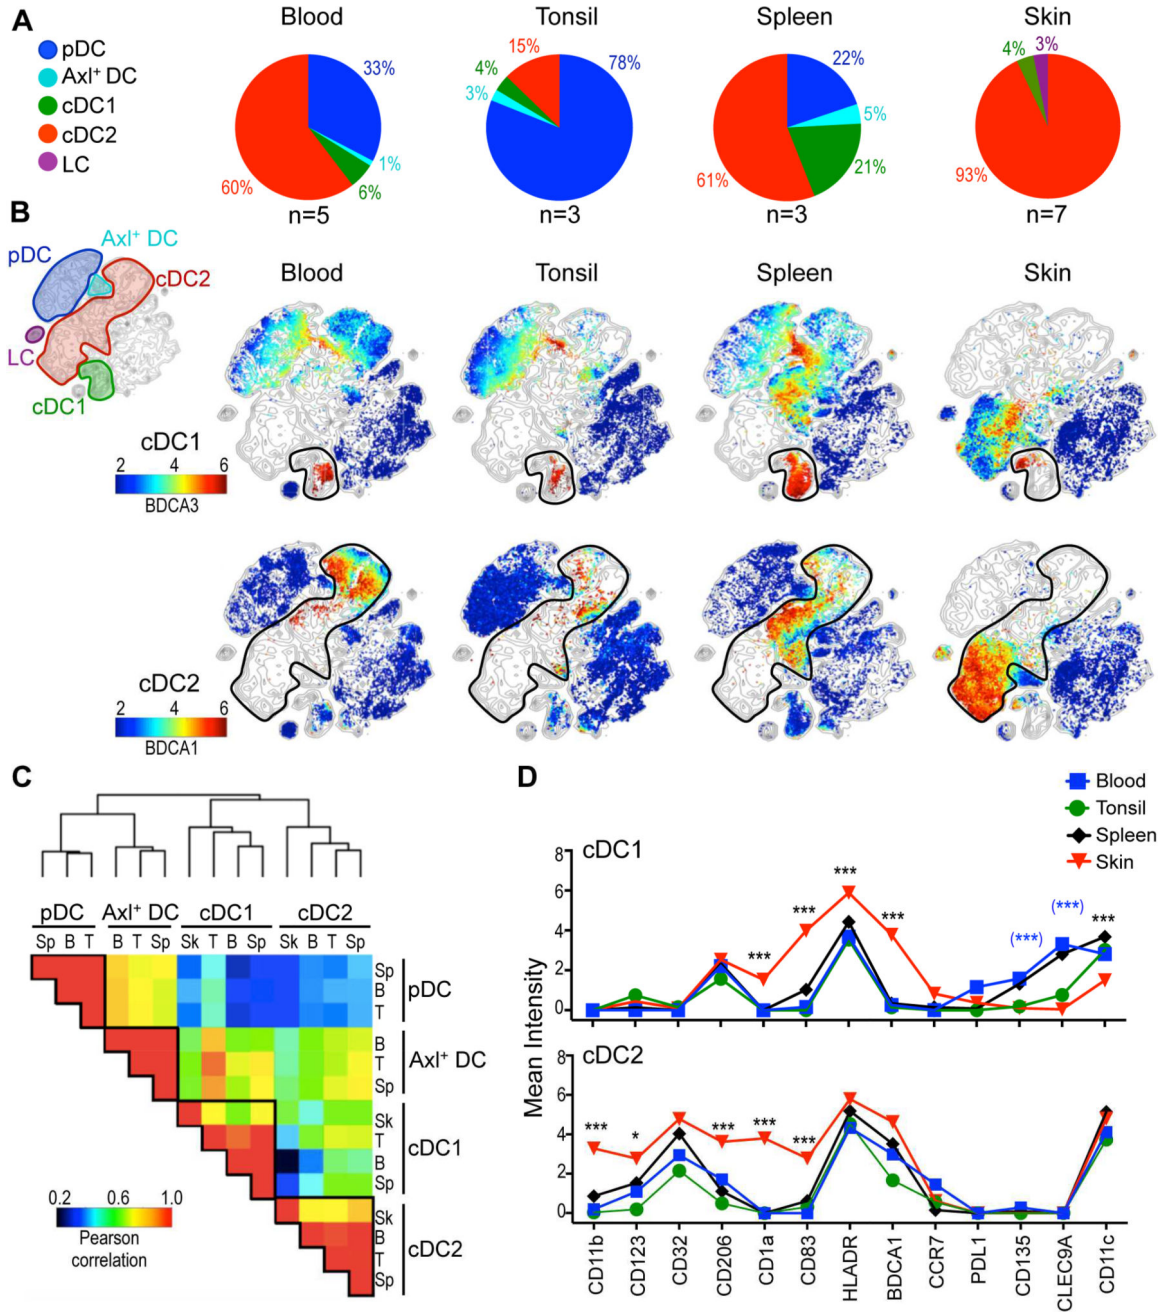 A
Blood
Tonsil
Spleen
Skin
pDC
Axl⁺ DC
cDC1
cDC2
LC
33%
1%
6%
60%
n=5
15%
4%
3%
78%
n=3
22%
5%
21%
61%
n=3
4%
3%
93%
n=7
B
Axl⁺ DC
pDC
cDC2
LC
cDC1
Blood
Tonsil
Spleen
Skin
cDC1
2 4 6
BDCA3
cDC2
2 4 6
BDCA1
C
pDC Axl⁺ DC cDC1 cDC2
Sp B T B T Sp Sk T B Sp Sk B T Sp
Sp
B
T
pDC
B
T
Sp
Axl⁺ DC
Sk
T
B
Sp
cDC1
Sk
B
T
Sp
cDC2
0.2 0.6 1.0
Pearson
correlation
D
Blood
Tonsil
Spleen
Skin
Mean Intensity
cDC1
8
6
4
2
0
*** *** *** *** (***) (***) ***
cDC2
8
6
4
2
0
*** * *** *** ***
CD11b
CD123
CD32
CD206
CD1a
CD83
HLADR
BDCA1
CCR7
PDL1
CD135
CLEC9A
CD11c